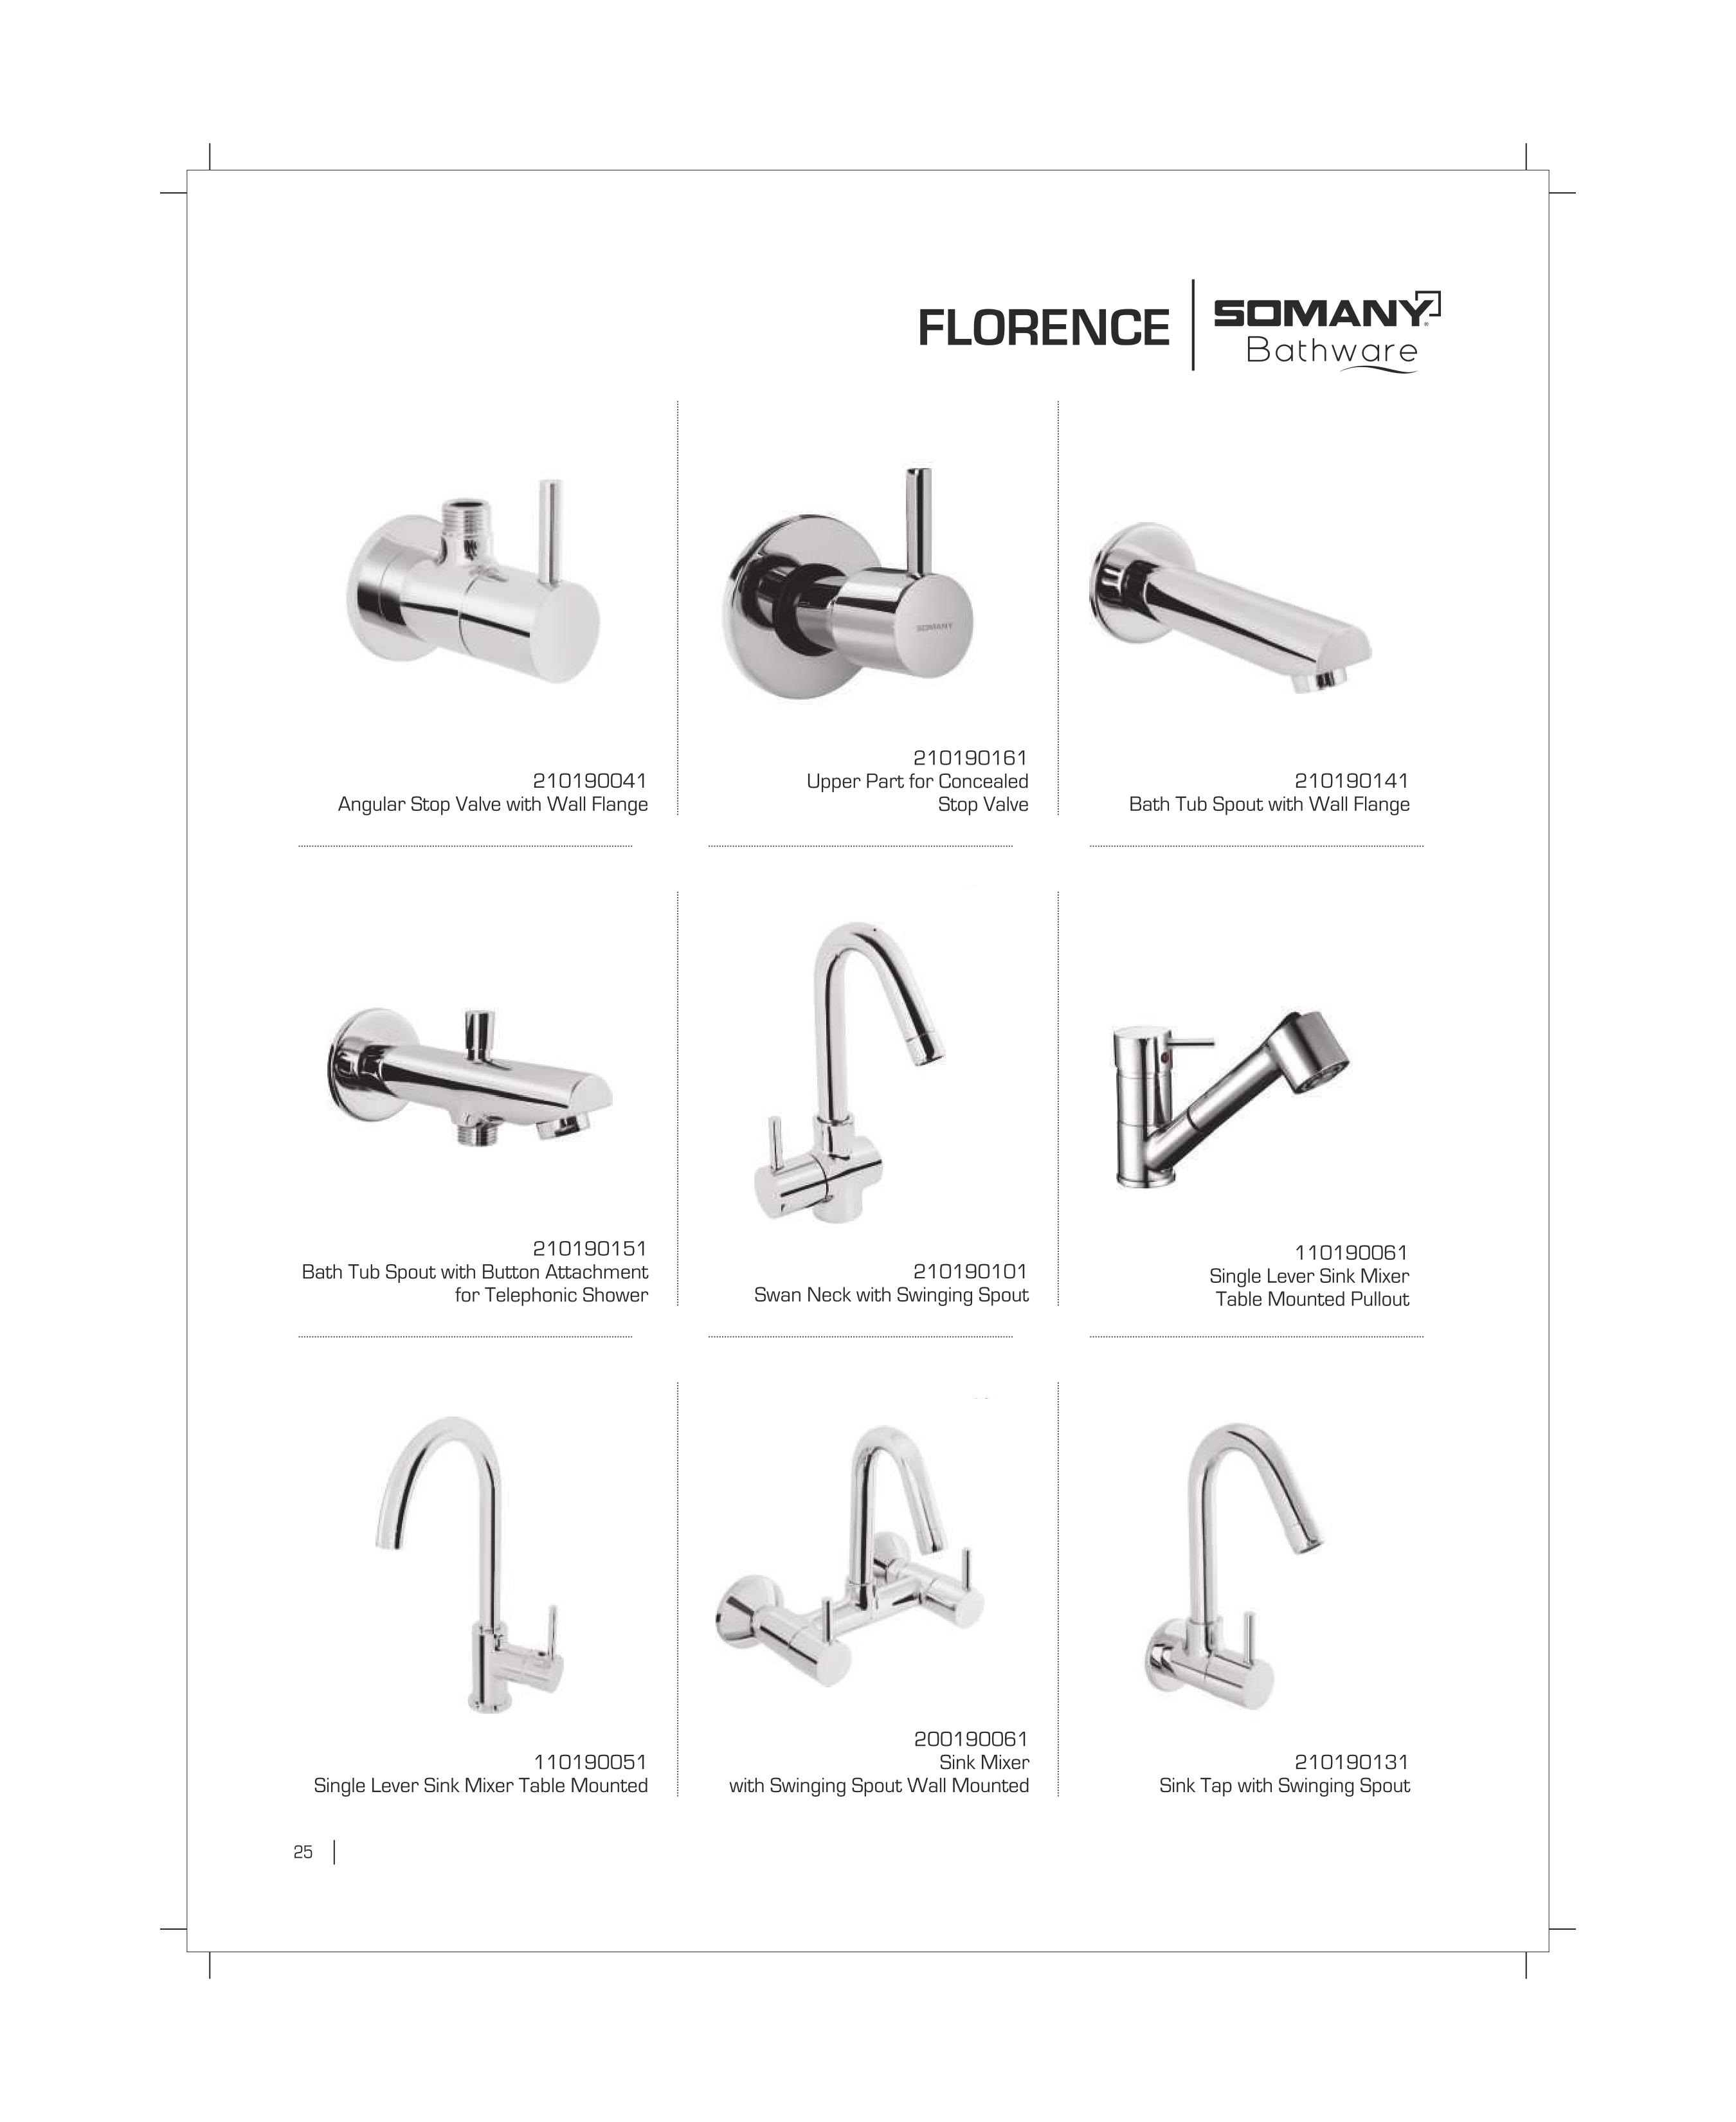 FLORENCE
SOMANY
Bathware
SOMANY
210190041
Angular Stop Valve with Wall Flange
210190161
Upper Part for Concealed
Stop Valve
210190141
Bath Tub Spout with Wall Flange
210190151
Bath Tub Spout with Button Attachment
for Telephonic Shower
210190101
Swan Neck with Swinging Spout
110190061
Single Lever Sink Mixer
Table Mounted Pullout
110190051
Single Lever Sink Mixer Table Mounted
200190061
Sink Mixer
with Swinging Spout Wall Mounted
210190131
Sink Tap with Swinging Spout
25